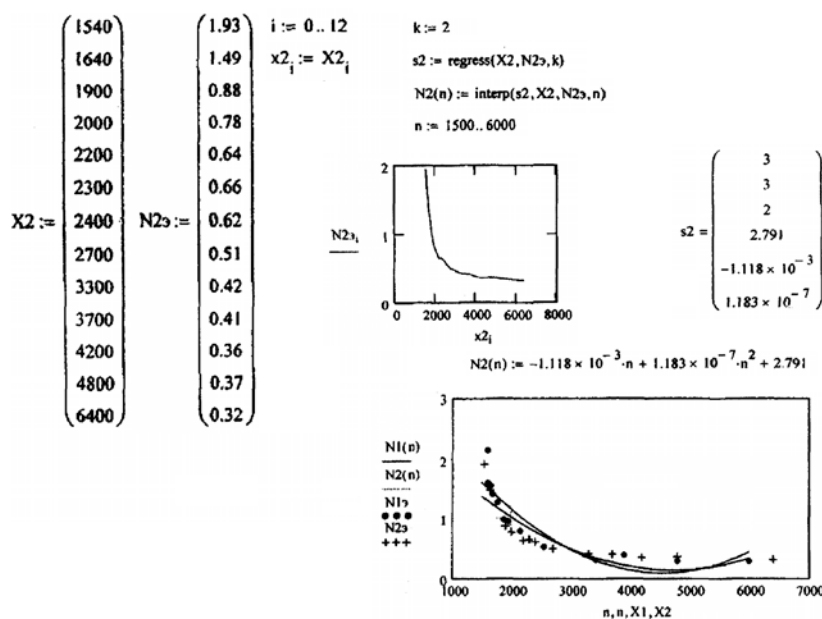 X2 :=
1540
1640
1900
2000
2200
2300
2400
2700
3300
3700
4200
4800
6400
N2э :=
1.93
1.49
0.88
0.78
0.64
0.66
0.62
0.51
0.42
0.41
0.36
0.37
0.32
i := 0.. 12
x2ᵢ := X2ᵢ
k := 2
s2 := regress(X2, N2э, k)
N2(n) := interp(s2, X2, N2э, n)
n := 1500.. 6000
N2эᵢ
2
1
0
0 2000 4000 6000 8000
x2ᵢ
s2 =
3
3
2
2.791
−1.118 × 10⁻³
1.183 × 10⁻⁷
N2(n) := −1.118 × 10⁻³·n + 1.183 × 10⁻⁷·n² + 2.791
N1(n)
N2(n)
N1э
N2э
+++
3
2
1
0
1000 2000 3000 4000 5000 6000 7000
n, n, X1, X2